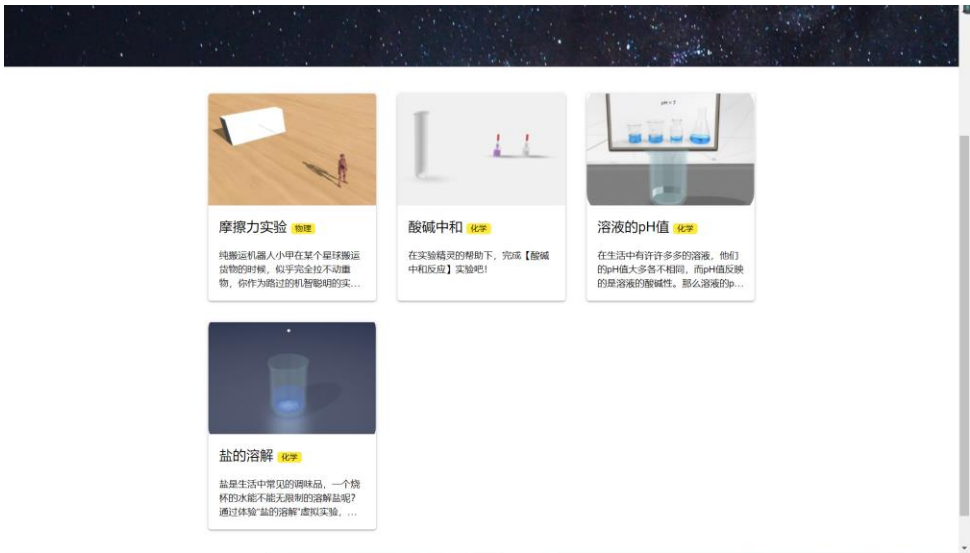 pH = 7
摩擦力实验 物理
纯搬运机器人小甲在某个星球搬运
货物的时候，似乎完全拉不动重
物，你作为路过的机智聪明的实...
酸碱中和 化学
在实验精灵的帮助下，完成【酸碱
中和反应】实验吧！
溶液的pH值 化学
在生活中有许许多多的溶液，他们
的pH值大多各不相同，而pH值反映
的是溶液的酸碱性。那么溶液的p...
盐的溶解 化学
盐是生活中常见的调味品，一个烧
杯的水能不能无限制的溶解盐呢？
通过体验“盐的溶解”虚拟实验，...